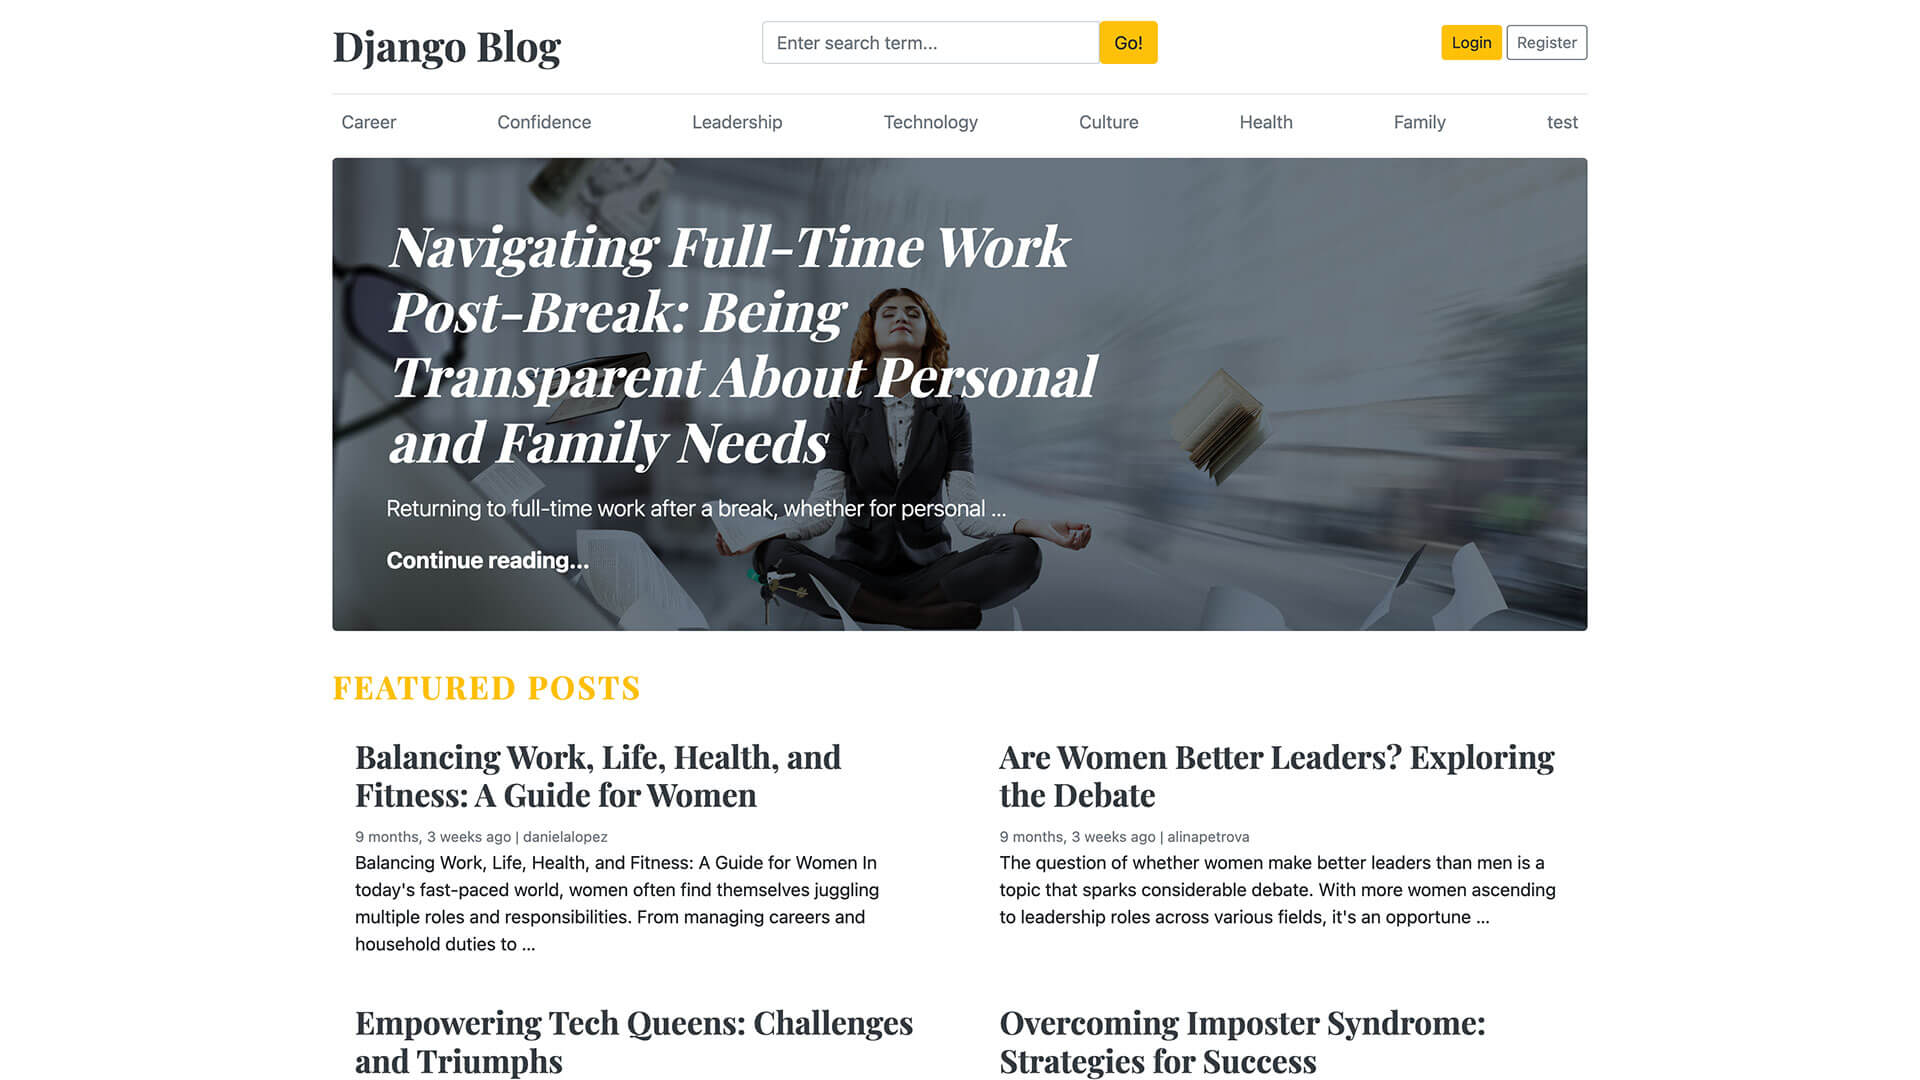 Django Blog
Enter search term...
Go!
Login
Register
Career
Confidence
Leadership
Technology
Culture
Health
Family
test
Navigating Full-Time Work
Post-Break: Being
Transparent About Personal
and Family Needs
Returning to full-time work after a break, whether for personal ...
Continue reading...
FEATURED POSTS
Balancing Work, Life, Health, and
Fitness: A Guide for Women
9 months, 3 weeks ago | danielalopez
Balancing Work, Life, Health, and Fitness: A Guide for Women In
today's fast-paced world, women often find themselves juggling
multiple roles and responsibilities. From managing careers and
household duties to ...
Are Women Better Leaders? Exploring
the Debate
9 months, 3 weeks ago | alinapetrova
The question of whether women make better leaders than men is a
topic that sparks considerable debate. With more women ascending
to leadership roles across various fields, it's an opportune ...
Empowering Tech Queens: Challenges
and Triumphs
Overcoming Imposter Syndrome:
Strategies for Success